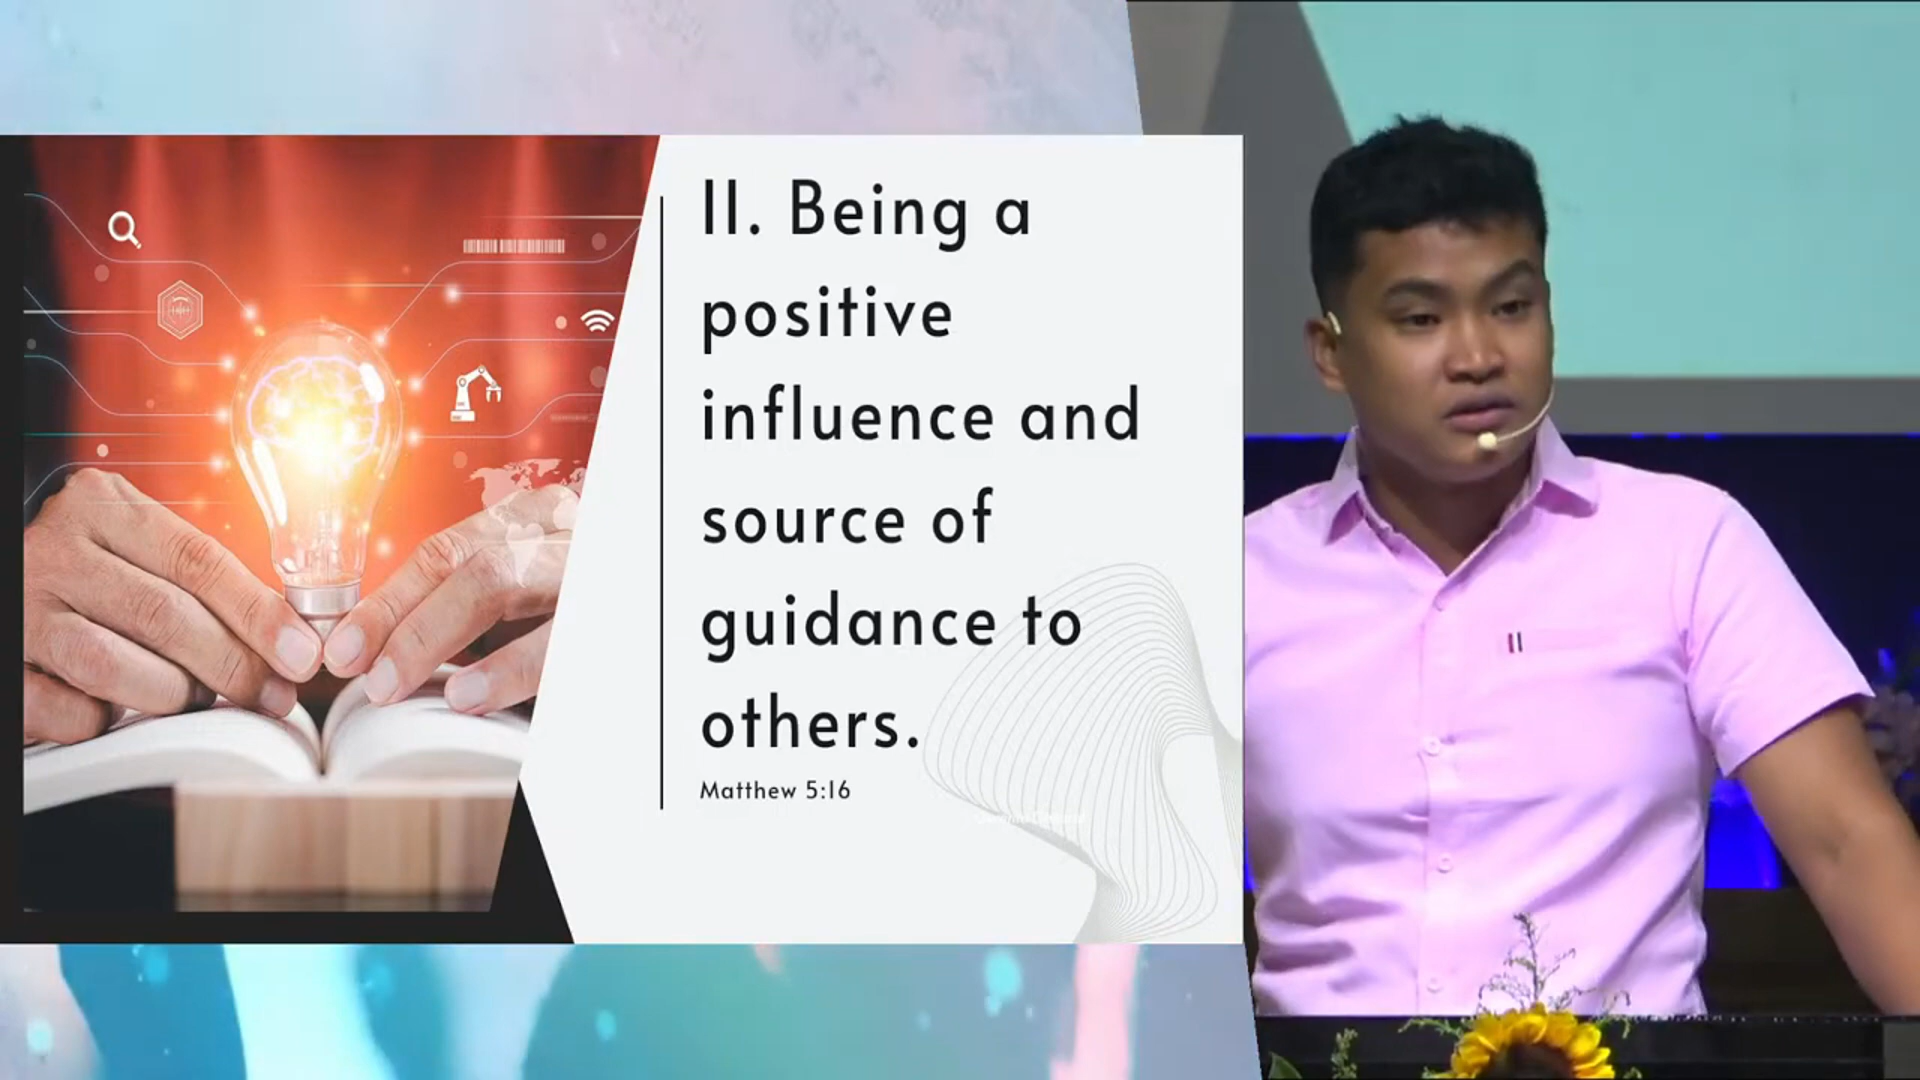 II. Being a
positive
influence and
source of
guidance to
others.
Matthew 5:16